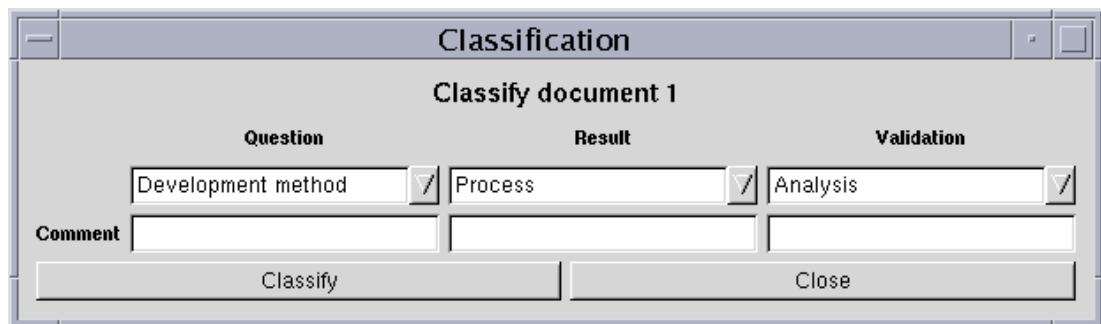 Classification
Classify document 1
Question Result Validation
Development method Process Analysis
Comment
Classify Close